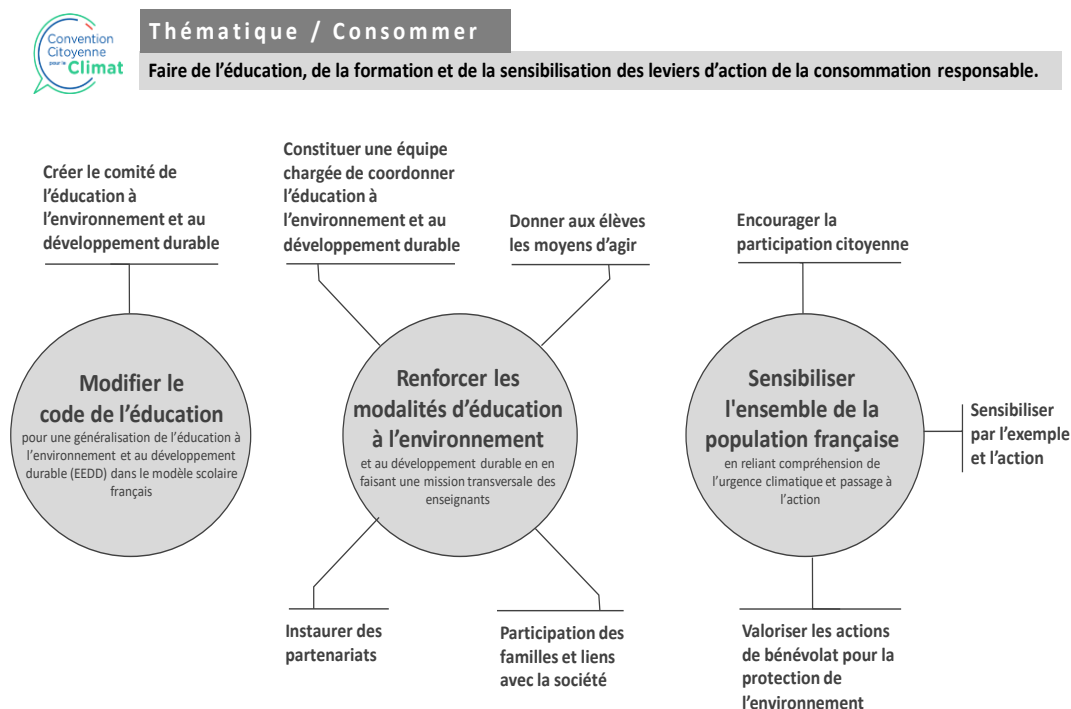 Convention
Citoyenne
pour le Climat
Thématique / Consommer
Faire de l'éducation, de la formation et de la sensibilisation des leviers d'action de la consommation responsable.
Créer le comité de
l'éducation à
l'environnement et au
développement durable
Constituer une équipe
chargée de coordonner
l'éducation à
l'environnement et au
développement durable
Donner aux élèves
les moyens d'agir
Encourager la
participation citoyenne
Modifier le
code de l'éducation
pour une généralisation de l'éducation à
l'environnement et au développement
durable (EEDD) dans le modèle scolaire
français
Renforcer les
modalités d'éducation
à l'environnement
et au développement durable en en
faisant une mission transversale des
enseignants
Sensibiliser
l'ensemble de la
population française
en reliant compréhension de
l'urgence climatique et passage à
l'action
Sensibiliser
par l'exemple
et l'action
Instaurer des
partenariats
Participation des
familles et liens
avec la société
Valoriser les actions
de bénévolat pour la
protection de
l'environnement